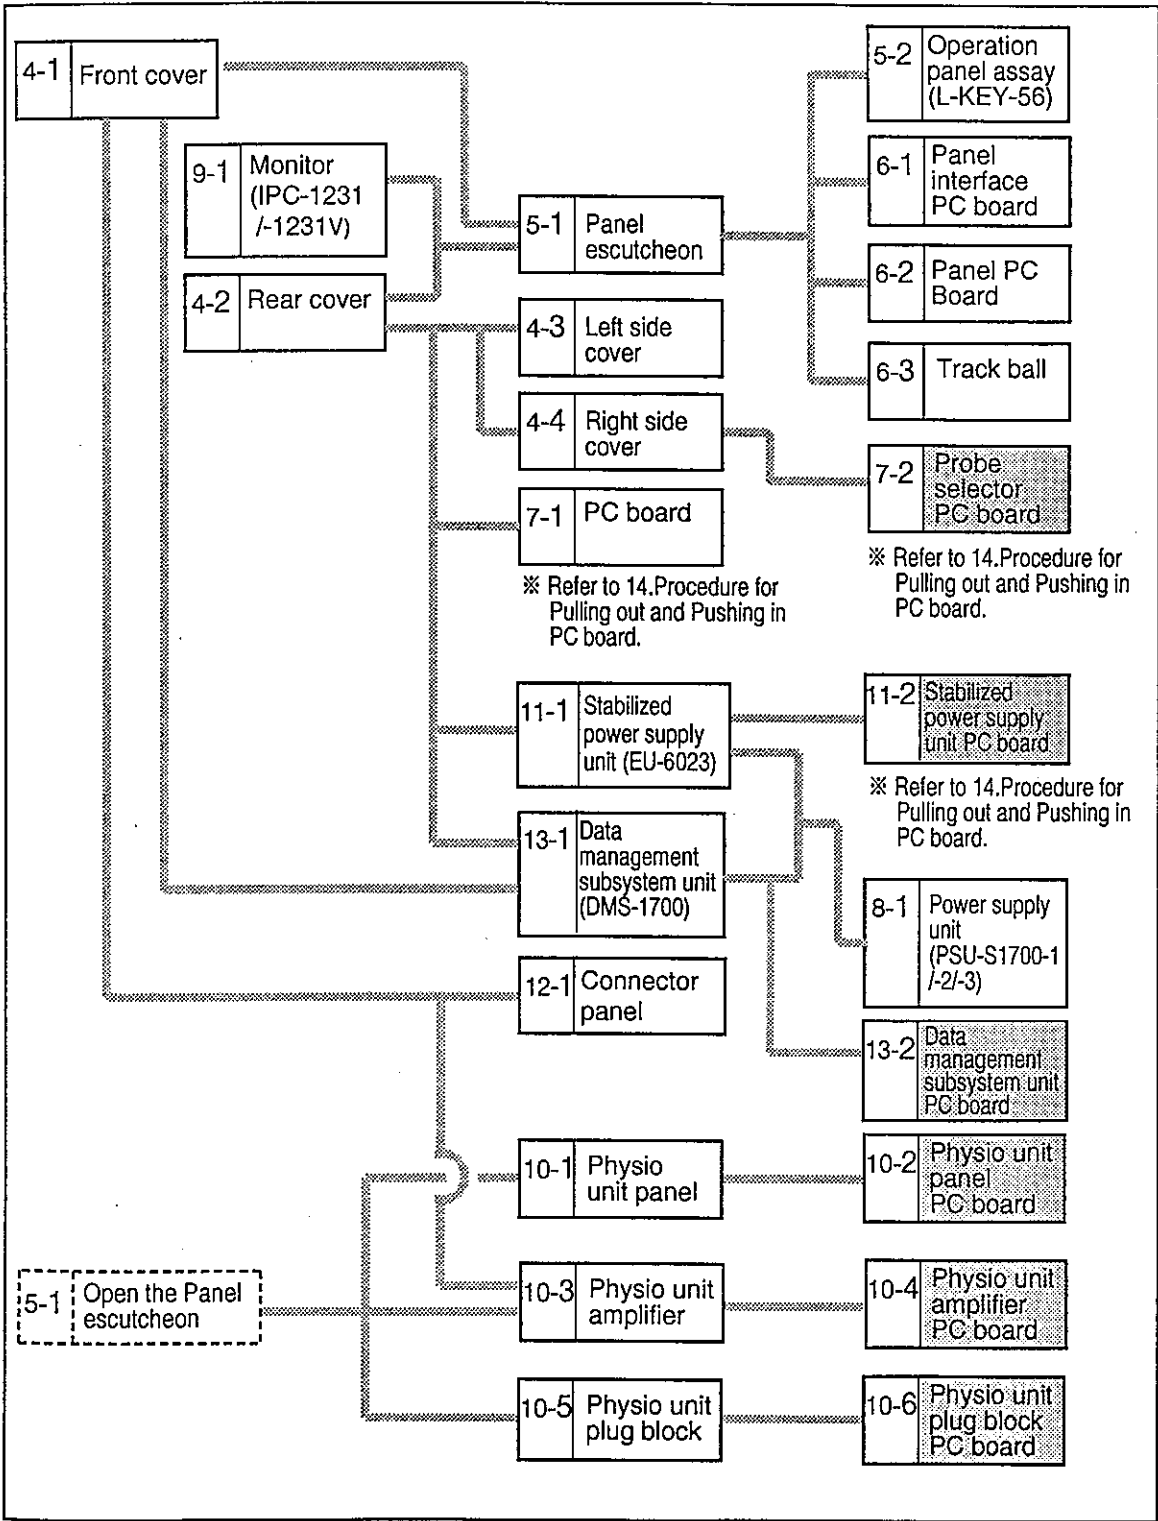 4-1 Front cover
9-1 Monitor
(IPC-1231
/-1231V)
4-2 Rear cover
5-1 Panel
escutcheon
4-3 Left side
cover
4-4 Right side
cover
7-1 PC board
※ Refer to 14.Procedure for
Pulling out and Pushing in
PC board.
11-1 Stabilized
power supply
unit (EU-6023)
13-1 Data
management
subsystem unit
(DMS-1700)
12-1 Connector
panel
10-1 Physio
unit panel
5-1 Open the Panel
escutcheon
10-3 Physio unit
amplifier
10-5 Physio unit
plug block
5-2 Operation
panel assay
(L-KEY-56)
6-1 Panel
interface
PC board
6-2 Panel PC
Board
6-3 Track ball
7-2 Probe
selector
PC board
※ Refer to 14.Procedure for
Pulling out and Pushing in
PC board.
11-2 Stabilized
power supply
unit PC board
※ Refer to 14.Procedure for
Pulling out and Pushing in
PC board.
8-1 Power supply
unit
(PSU-S1700-1
/-2/-3)
13-2 Data
management
subsystem unit
PC board
10-2 Physio unit
panel
PC board
10-4 Physio unit
amplifier
PC board
10-6 Physio unit
plug block
PC board